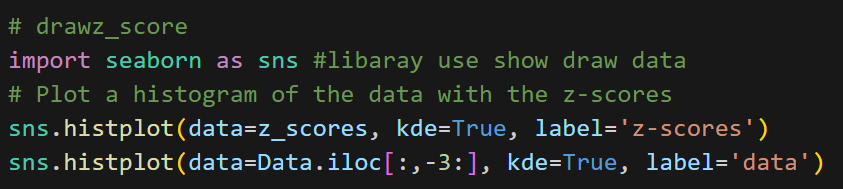 # drawz_score
import seaborn as sns #libaray use show draw data
# Plot a histogram of the data with the z-scores
sns.histplot(data=z_scores, kde=True, label='z-scores')
sns.histplot(data=Data.iloc[:,-3:], kde=True, label='data')